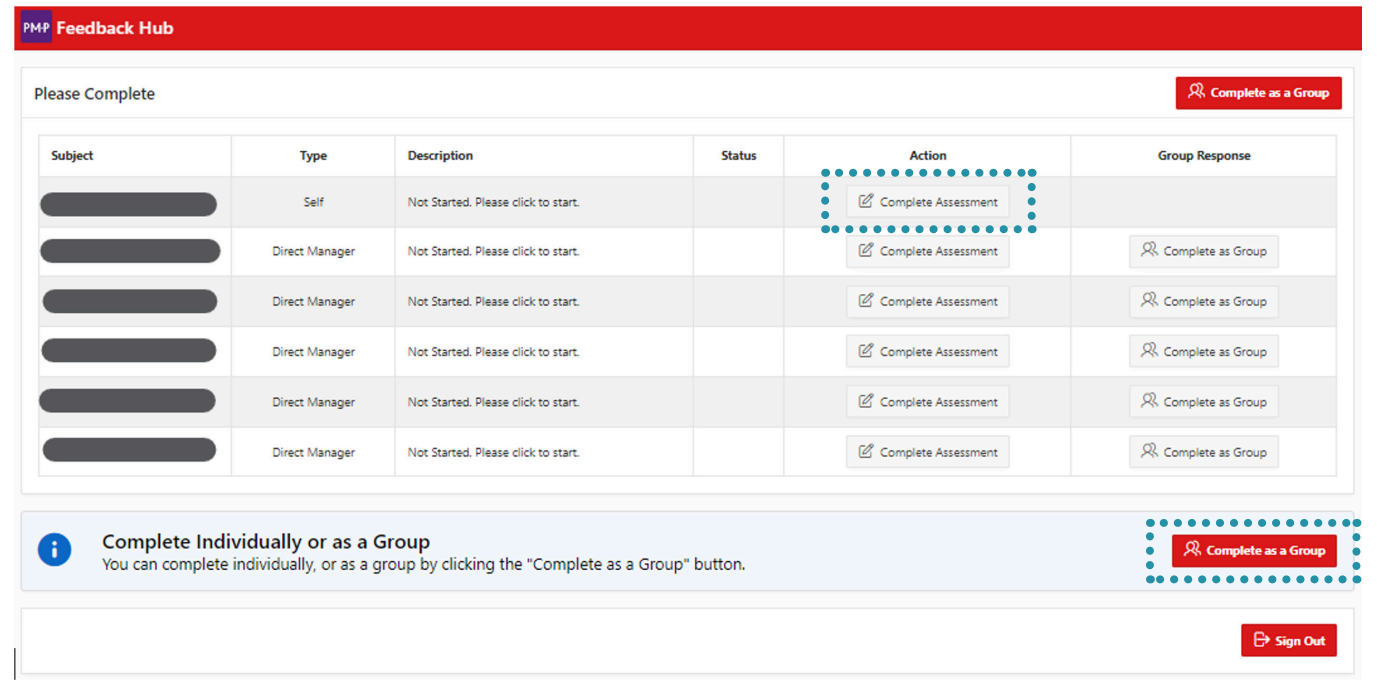 PMP Feedback Hub
Please Complete
Complete as a Group
Subject Type Description Status Action Group Response
Self Not Started. Please click to start. Complete Assessment
Direct Manager Not Started. Please click to start. Complete Assessment Complete as Group
Direct Manager Not Started. Please click to start. Complete Assessment Complete as Group
Direct Manager Not Started. Please click to start. Complete Assessment Complete as Group
Direct Manager Not Started. Please click to start. Complete Assessment Complete as Group
Direct Manager Not Started. Please click to start. Complete Assessment Complete as Group
Complete Individually or as a Group
You can complete individually, or as a group by clicking the "Complete as a Group" button.
Complete as a Group
Sign Out